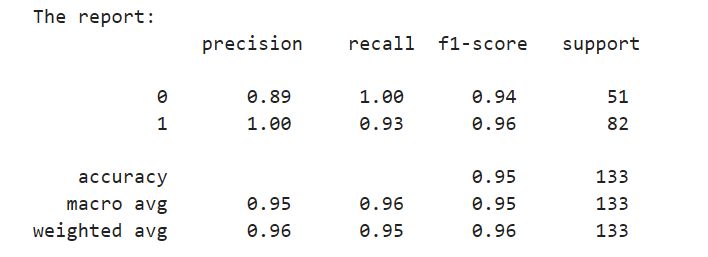 The report:
precision recall f1-score support
0 0.89 1.00 0.94 51
1 1.00 0.93 0.96 82
accuracy 0.95 133
macro avg 0.95 0.96 0.95 133
weighted avg 0.96 0.95 0.96 133